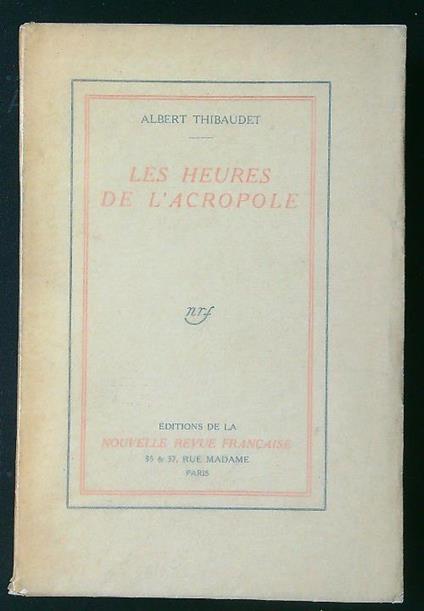 ALBERT THIBAUDET
LES HEURES
DE L'ACROPOLE
nrf
ÉDITIONS DE LA
NOUVELLE REVUE FRANÇAISE
35 & 37, RUE MADAME
PARIS